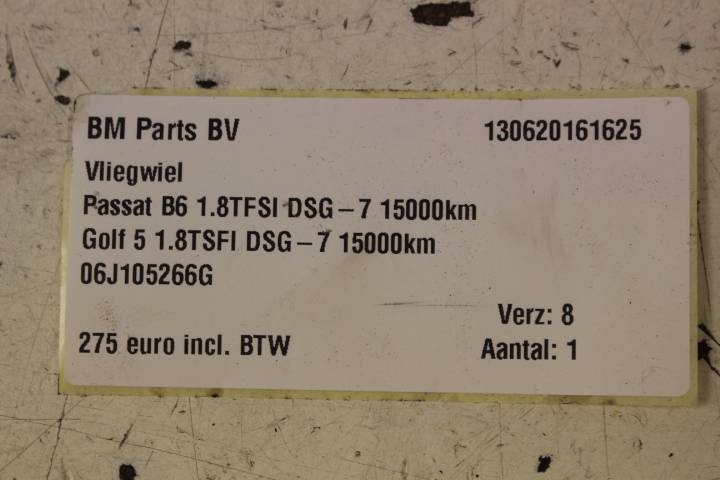 BM Parts BV 130620161625
Vliegwiel
Passat B6 1.8TFSI DSG-7 15000km
Golf 5 1.8TSFI DSG-7 15000km
06J105266G
Verz: 8
275 euro incl. BTW Aantal: 1